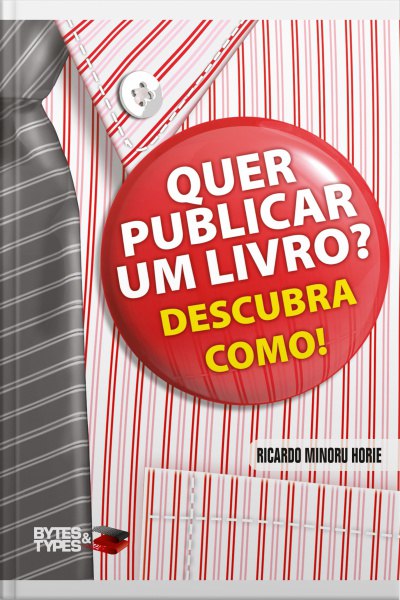 QUER
PUBLICAR
UM LIVRO?
DESCUBRA
COMO!
RICARDO MINORU HORIE
BYTES&
TYPES